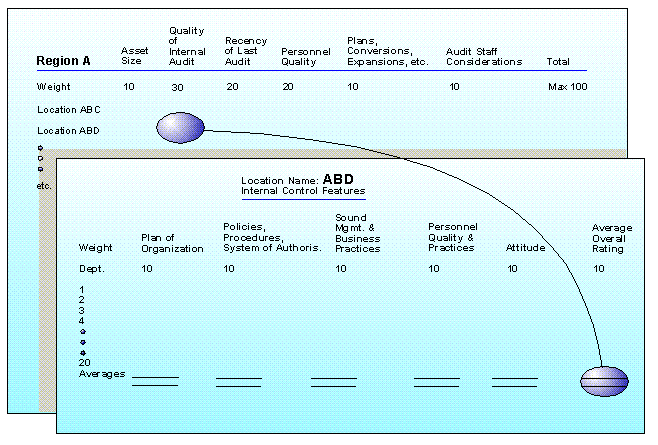 Region A
Asset Size
Quality of Internal Audit
Recency of Last Audit
Personnel Quality
Plans, Conversions, Expansions, etc.
Audit Staff Considerations
Total
Weight 10 30 20 20 10 10 Max 100
Location ABC
Location ABD
etc.
Location Name: ABD
Internal Control Features
Weight
Plan of Organization
Policies, Procedures, System of Authoris.
Sound Mgmt. & Business Practices
Personnel Quality & Practices
Attitude
Average Overall Rating
Dept. 10 10 10 10 10 10
1
2
3
4
20
Averages